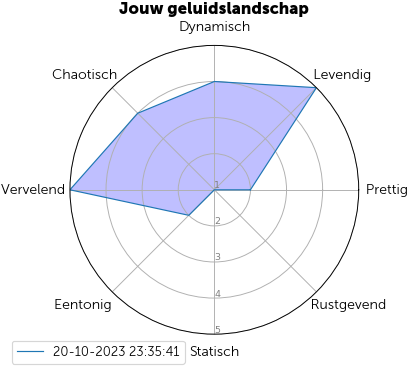 Jouw geluidslandschap
Dynamisch
Chaotisch
Levendig
Vervelend
1
Prettig
2
3
Eentonig
4
Rustgevend
5
20-10-2023 23:35:41
Statisch